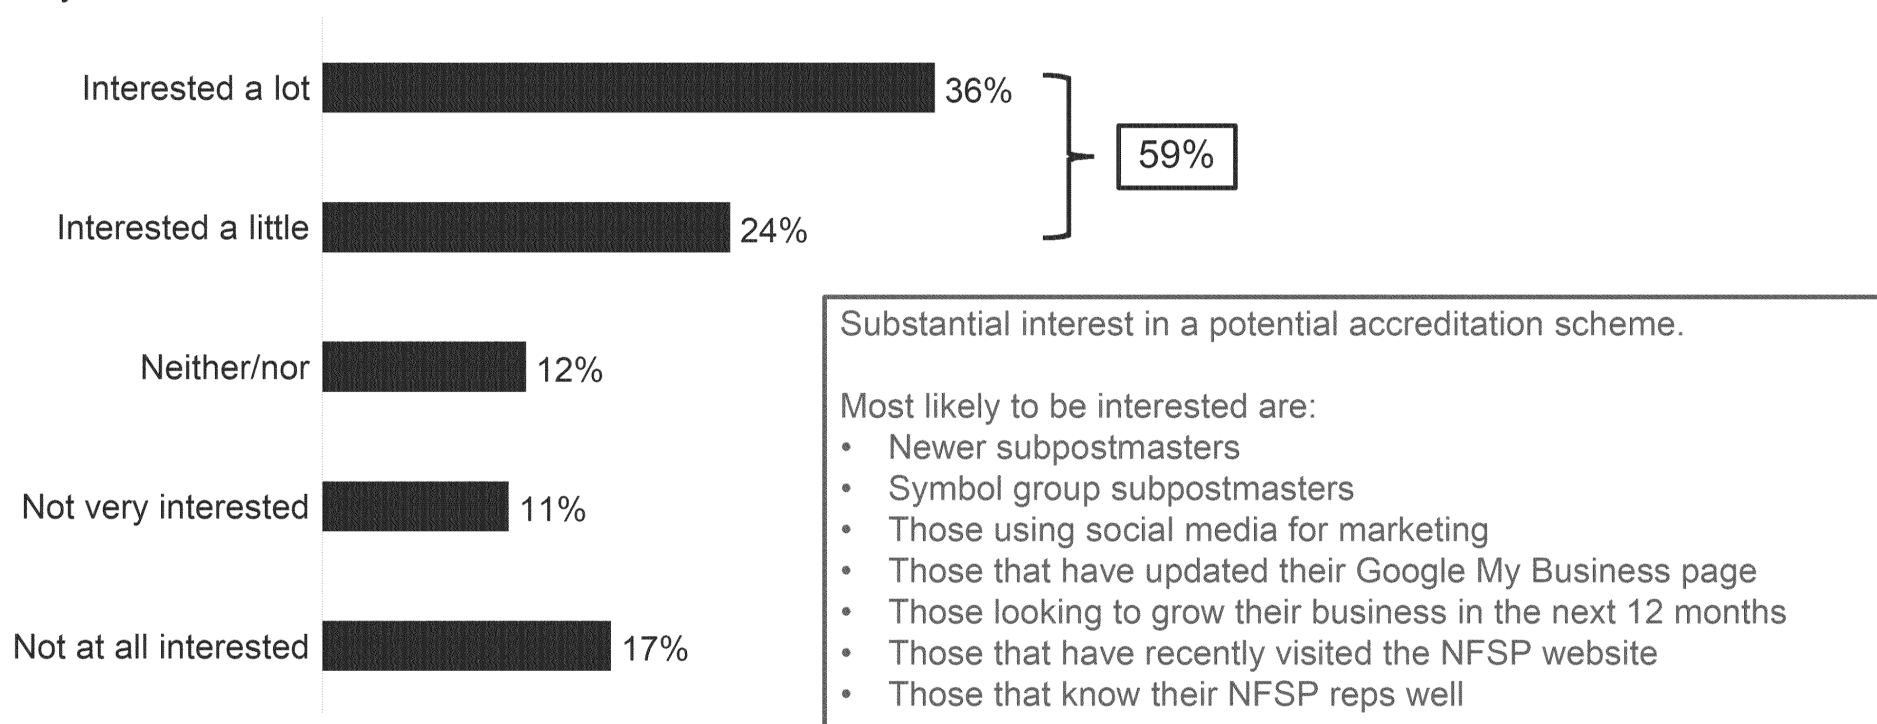 Interested a lot 36%
59%
Interested a little 24%
Neither/nor 12%
Not very interested 11%
Not at all interested 17%
Substantial interest in a potential accreditation scheme.
Most likely to be interested are:
• Newer subpostmasters
• Symbol group subpostmasters
• Those using social media for marketing
• Those that have updated their Google My Business page
• Those looking to grow their business in the next 12 months
• Those that have recently visited the NFSP website
• Those that know their NFSP reps well